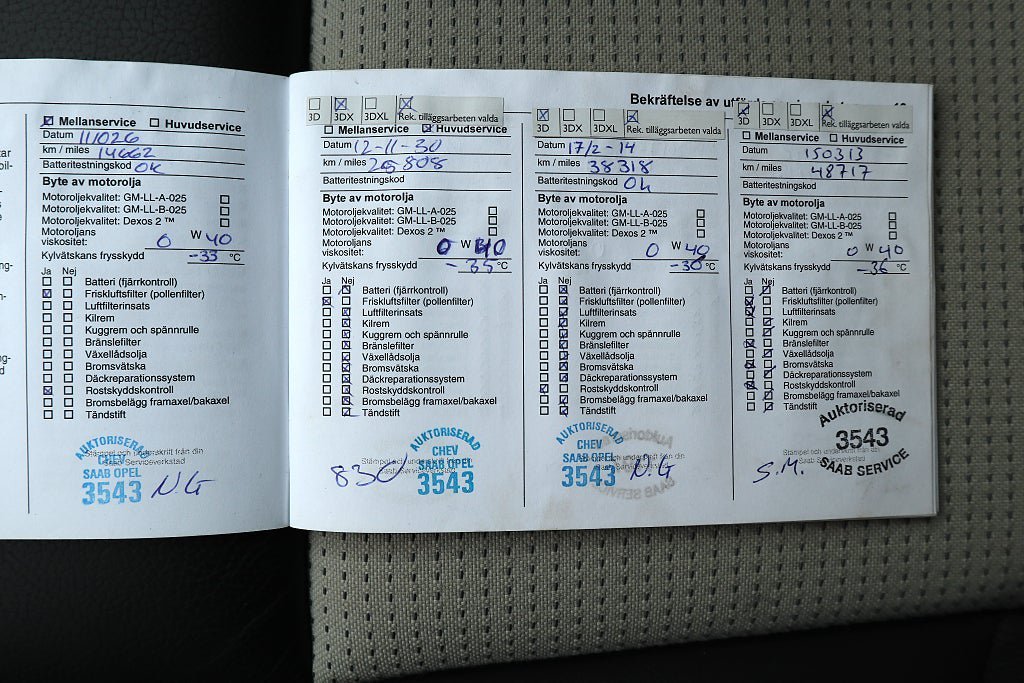 Bekräftelse av
Mellanservice Huvudservice
Datum 111026
km / miles 14662
Batteritestningskod OK
Byte av motorolja
Motoroljekvalitet: GM-LL-A-025
Motoroljekvalitet: GM-LL-B-025
Motoroljekvalitet: Dexos 2 ™
Motoroljans
viskositet: 0 W 40
Kylvätskans frysskydd -33 °C
Ja Nej
Batteri (fjärrkontroll)
Friskluftsfilter (pollenfilter)
Luftfilterinsats
Kilrem
Kuggrem och spännrulle
Bränslefilter
Växellådsolja
Bromsvätska
Däckreparationssystem
Rostskyddskontroll
Bromsbelägg framaxel/bakaxel
Tändstift
AUKTORISERAD
CHEV
SAAB OPEL
3543 N.G
3D 3DX 3DXL Rek. tilläggsarbeten valda
Mellanservice Huvudservice
Datum 12-11-30
km / miles 808
Batteritestningskod
Byte av motorolja
Motoroljekvalitet: GM-LL-A-025
Motoroljekvalitet: GM-LL-B-025
Motoroljekvalitet: Dexos 2 ™
Motoroljans
viskositet: 0 W 40
Kylvätskans frysskydd -35 °C
Ja Nej
Batteri (fjärrkontroll)
Friskluftsfilter (pollenfilter)
Luftfilterinsats
Kilrem
Kuggrem och spännrulle
Bränslefilter
Växellådsolja
Bromsvätska
Däckreparationssystem
Rostskyddskontroll
Bromsbelägg framaxel/bakaxel
Tändstift
AUKTORISERAD
CHEV
SAAB OPEL
830 3543
3D 3DX 3DXL Rek. tilläggsarbeten valda
Datum 17/2-14
km / miles 38318
Batteritestningskod Ok
Byte av motorolja
Motoroljekvalitet: GM-LL-A-025
Motoroljekvalitet: GM-LL-B-025
Motoroljekvalitet: Dexos 2 ™
Motoroljans
viskositet: 0 W 40
Kylvätskans frysskydd -30 °C
Ja Nej
Batteri (fjärrkontroll)
Friskluftsfilter (pollenfilter)
Luftfilterinsats
Kilrem
Kuggrem och spännrulle
Bränslefilter
Växellådsolja
Bromsvätska
Däckreparationssystem
Rostskyddskontroll
Bromsbelägg framaxel/bakaxel
Tändstift
AUKTORISERAD
CHEV
SAAB OPEL
3543 N.G
3D 3DX 3DXL Rek. tilläggsarbeten valda
Mellanservice Huvudservice
Datum 150313
km / miles 48717
Batteritestningskod
Byte av motorolja
Motoroljekvalitet: GM-LL-A-025
Motoroljekvalitet: GM-LL-B-025
Motoroljekvalitet: Dexos 2 ™
Motoroljans
viskositet: 0 W 40
Kylvätskans frysskydd -36 °C
Ja Nej
Batteri (fjärrkontroll)
Friskluftsfilter (pollenfilter)
Luftfilterinsats
Kilrem
Kuggrem och spännrulle
Bränslefilter
Växellådsolja
Bromsvätska
Däckreparationssystem
Rostskyddskontroll
Bromsbelägg framaxel/bakaxel
Tändstift
Auktoriserad
3543
SAAB SERVICE
S.M.